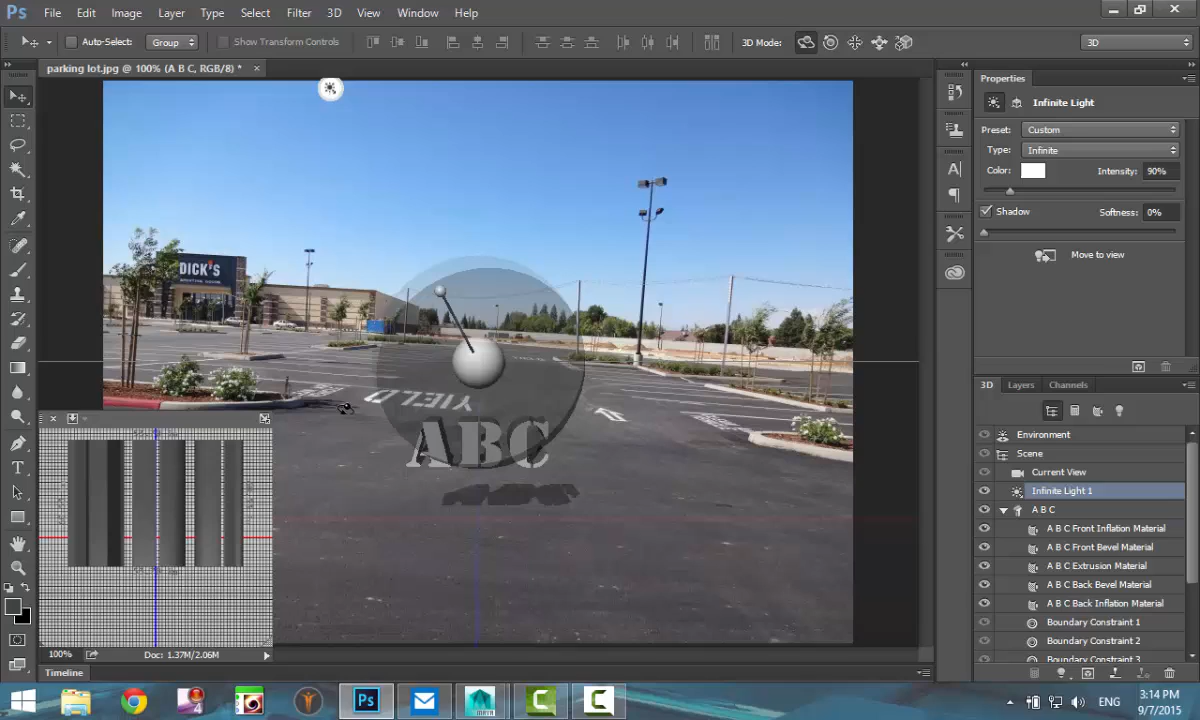 Ps File Edit Image Layer Type Select Filter 3D View Window Help
Auto-Select: Group Show Transform Controls 3D Mode: 3D
parking lot.jpg @ 100% (A B C, RGB/8) *
DICK'S
YIELD
ABC
100% Doc: 1.37M/2.06M
Timeline
Properties
Infinite Light
Preset: Custom
Type: Infinite
Color: Intensity: 90%
Shadow Softness: 0%
Move to view
3D Layers Channels
Environment
Scene
Current View
Infinite Light 1
A B C
A B C Front Inflation Material
A B C Front Bevel Material
A B C Extrusion Material
A B C Back Bevel Material
A B C Back Inflation Material
Boundary Constraint 1
Boundary Constraint 2
Boundary Constraint 3
Ps ENG 3:14 PM
9/7/2015